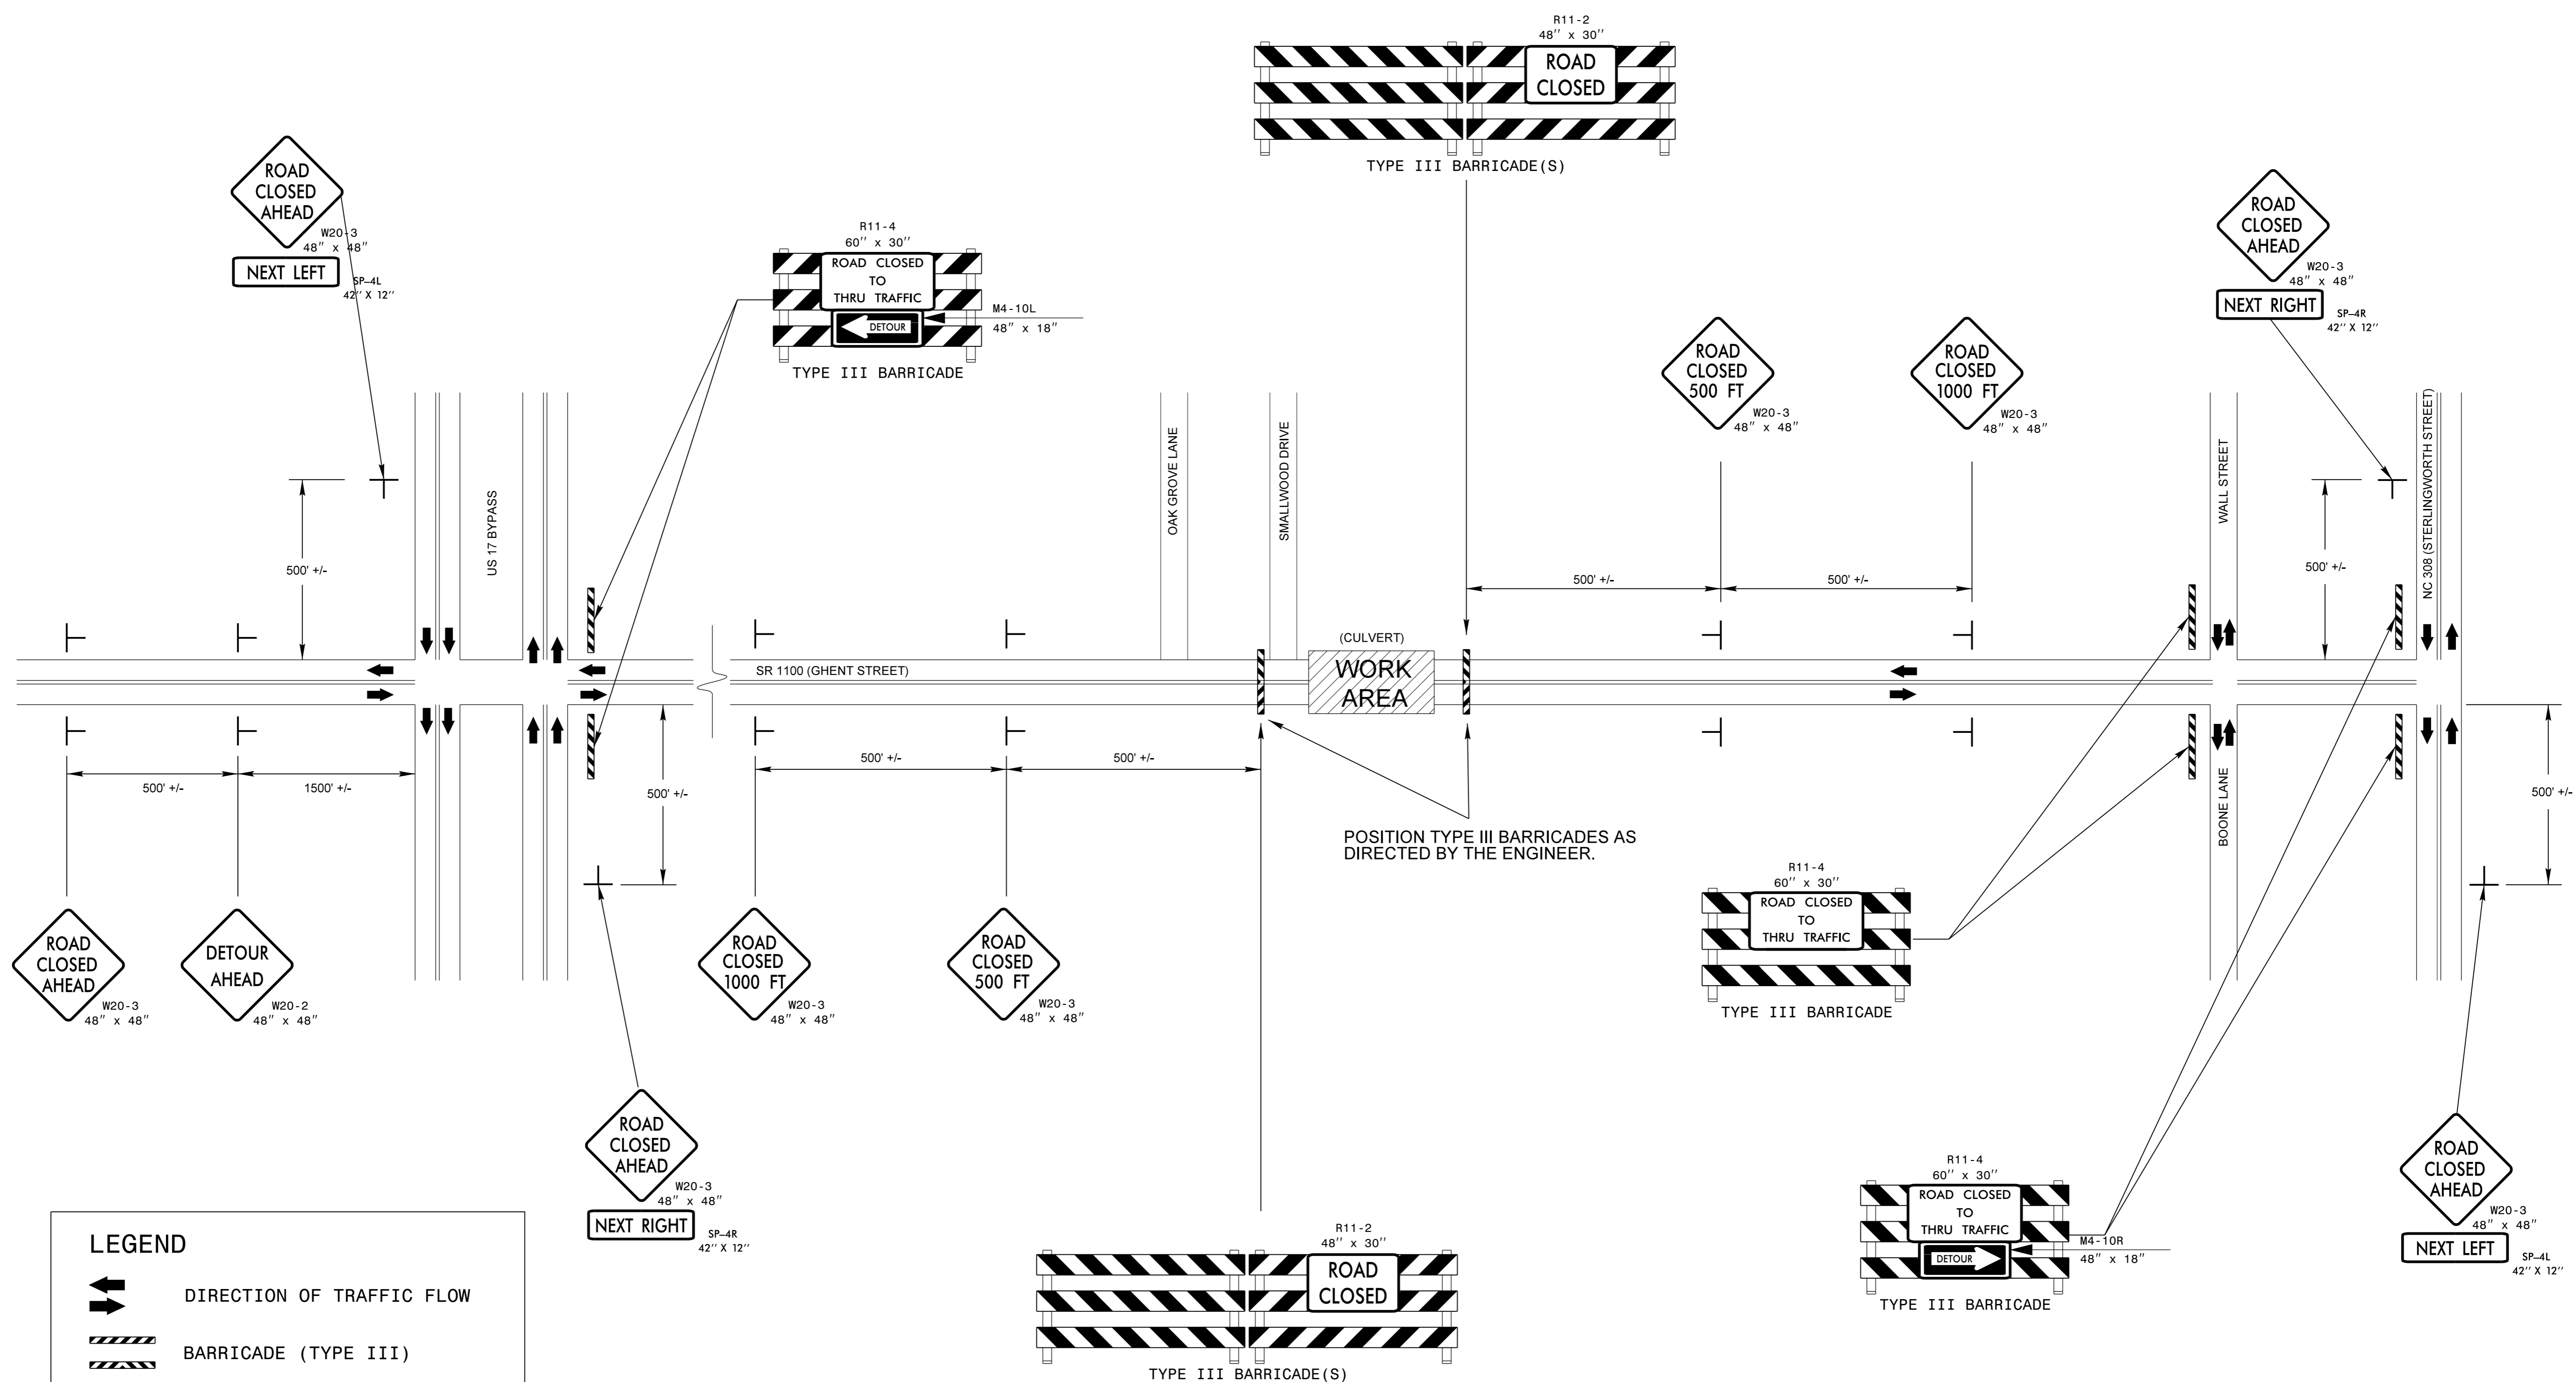 R11-2
48" x 30"
ROAD
CLOSED
TYPE III BARRICADE(S)
ROAD
CLOSED
AHEAD
W20-3
48" x 48"
NEXT LEFT
SP-4L
42" X 12"
R11-4
60" x 30"
ROAD CLOSED
TO
THRU TRAFFIC
DETOUR
M4-10L
48" x 18"
TYPE III BARRICADE
ROAD
CLOSED
500 FT
W20-3
48" x 48"
ROAD
CLOSED
1000 FT
W20-3
48" x 48"
ROAD
CLOSED
AHEAD
W20-3
48" x 48"
NEXT RIGHT
SP-4R
42" X 12"
500' +/-
US 17 BYPASS
OAK GROVE LANE
SMALLWOOD DRIVE
WALL STREET
NC 308 (STERLINGWORTH STREET)
500' +/-
500' +/-
500' +/-
(CULVERT)
WORK
AREA
SR 1100 (GHENT STREET)
500' +/-
1500' +/-
500' +/-
500' +/-
500' +/-
500' +/-
POSITION TYPE III BARRICADES AS
DIRECTED BY THE ENGINEER.
BOONE LANE
ROAD
CLOSED
AHEAD
W20-3
48" x 48"
DETOUR
AHEAD
W20-2
48" x 48"
ROAD
CLOSED
1000 FT
W20-3
48" x 48"
ROAD
CLOSED
500 FT
W20-3
48" x 48"
R11-4
60" x 30"
ROAD CLOSED
TO
THRU TRAFFIC
TYPE III BARRICADE
ROAD
CLOSED
AHEAD
W20-3
48" x 48"
NEXT RIGHT
SP-4R
42" X 12"
R11-4
60" x 30"
ROAD CLOSED
TO
THRU TRAFFIC
DETOUR
M4-10R
48" x 18"
TYPE III BARRICADE
ROAD
CLOSED
AHEAD
W20-3
48" x 48"
NEXT LEFT
SP-4L
42" X 12"
R11-2
48" x 30"
ROAD
CLOSED
TYPE III BARRICADE(S)
LEGEND
DIRECTION OF TRAFFIC FLOW
BARRICADE (TYPE III)